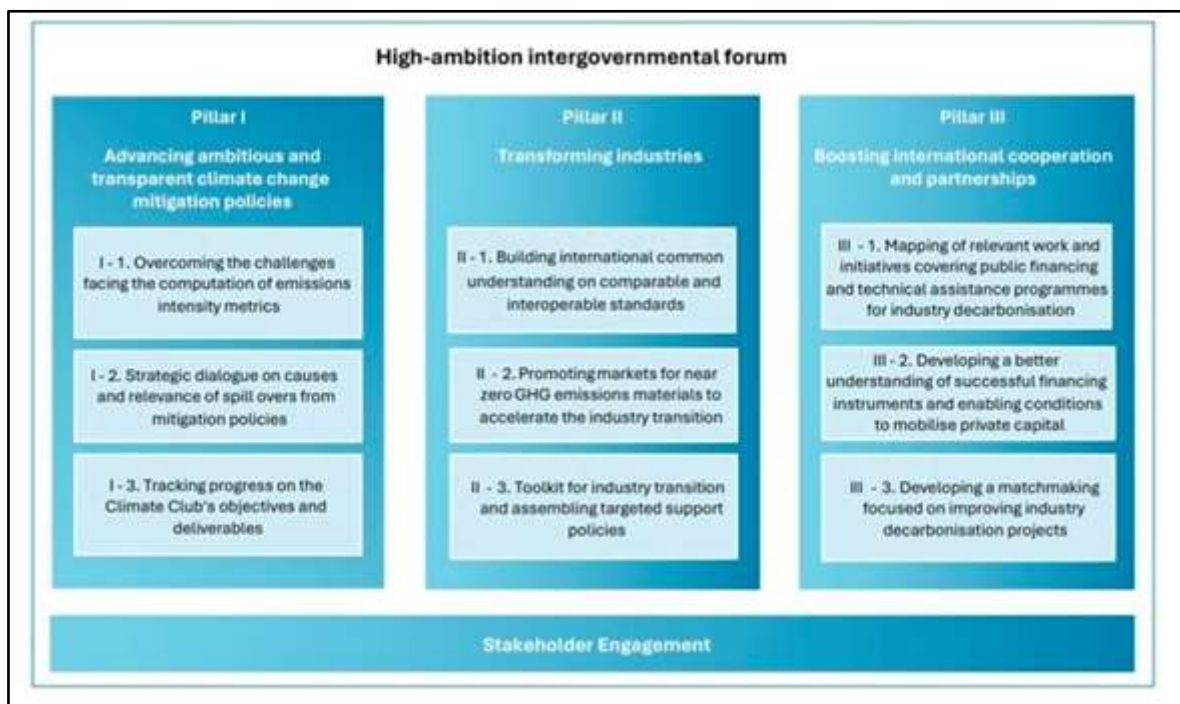 High-ambition intergovernmental forum
Pillar I
Advancing ambitious and
transparent climate change
mitigation policies
I - 1. Overcoming the challenges
facing the computation of emissions
intensity metrics
I - 2. Strategic dialogue on causes
and relevance of spill overs from
mitigation policies
I - 3. Tracking progress on the
Climate Club's objectives and
deliverables
Pillar II
Transforming industries
II - 1. Building international common
understanding on comparable and
interoperable standards
II - 2. Promoting markets for near
zero GHG emissions materials to
accelerate the industry transition
II - 3. Toolkit for industry transition
and assembling targeted support
policies
Pillar III
Boosting international cooperation
and partnerships
III - 1. Mapping of relevant work and
initiatives covering public financing
and technical assistance programmes
for industry decarbonisation
III - 2. Developing a better
understanding of successful financing
instruments and enabling conditions
to mobilise private capital
III - 3. Developing a matchmaking
focused on improving industry
decarbonisation projects
Stakeholder Engagement